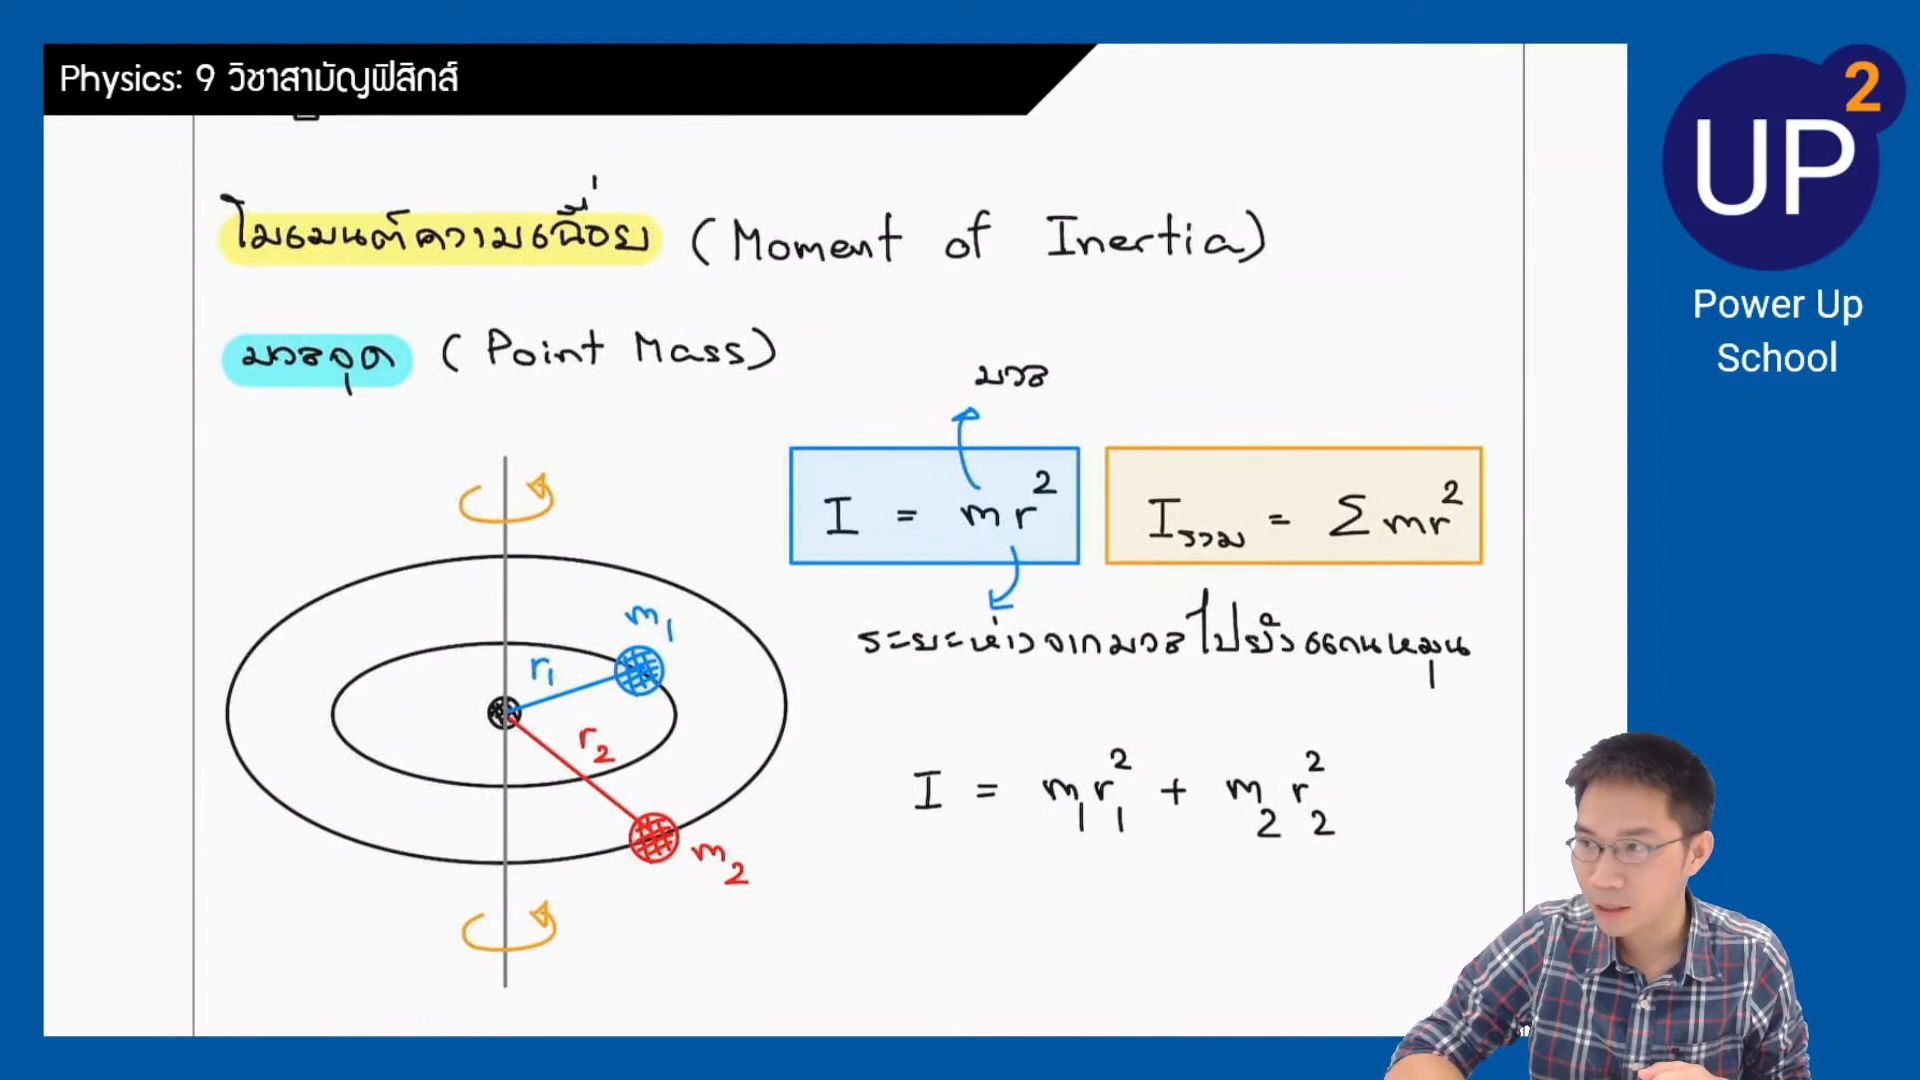 Physics: 9 วิชาสามัญฟิสิกส์
UP 2
Power Up
School
โมเมนต์ความเฉื่อย (Moment of Inertia)
มวลจุด (Point Mass)
มวล
I = mr²
I รวม = Σmr²
ระยะห่างจากมวลไปยังแกนหมุน
m₁
r₁
r₂
m₂
I = m₁r₁² + m₂r₂²